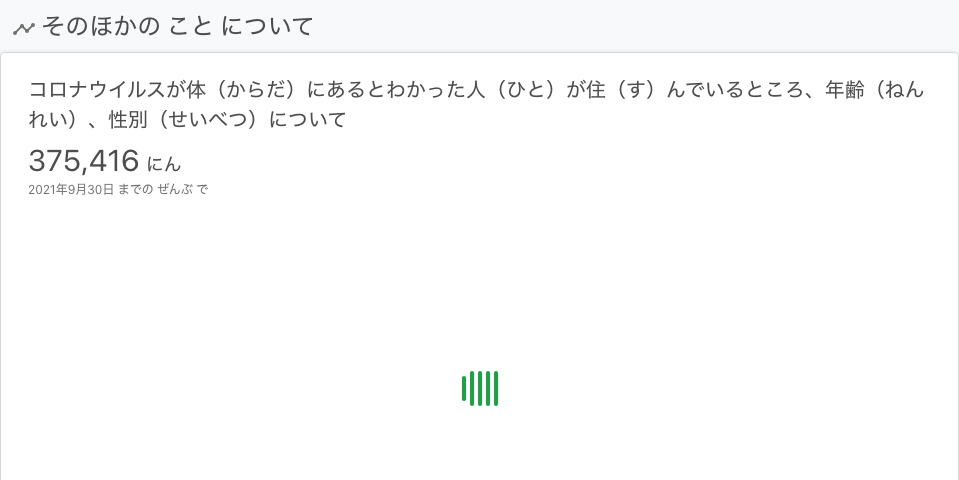 そのほかの こと について
コロナウイルスが体（からだ）にあるとわかった人（ひと）が住（す）んでいるところ、年齢（ねん
れい）、性別（せいべつ）について
375,416 にん
2021年9月30日 までの ぜんぶ で